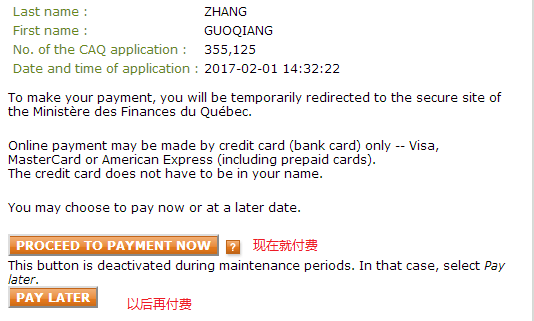 Last name : ZHANG
First name : GUOQIANG
No. of the CAQ application : 355,125
Date and time of application : 2017-02-01 14:32:22
To make your payment, you will be temporarily redirected to the secure site of
the Ministère des Finances du Québec.
Online payment may be made by credit card (bank card) only -- Visa,
MasterCard or American Express (including prepaid cards).
The credit card does not have to be in your name.
You may choose to pay now or at a later date.
PROCEED TO PAYMENT NOW ? 现在就付费
This button is deactivated during maintenance periods. In that case, select Pay
later.
PAY LATER 以后再付费